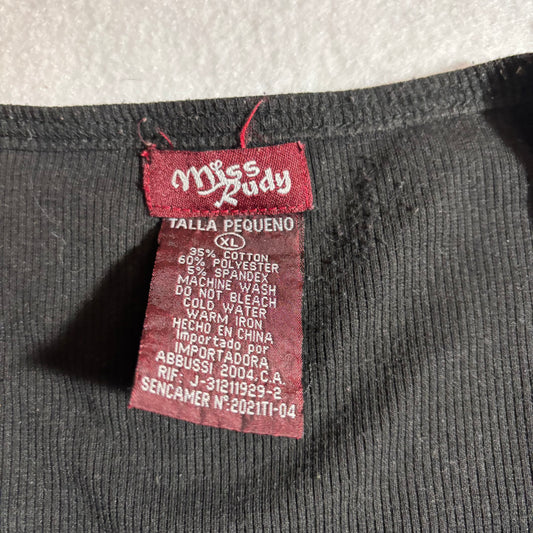 Miss
Rudy
TALLA PEQUENO
XL
35% COTTON
60% POLYESTER
5% SPANDEX
MACHINE WASH
DO NOT BLEACH
COLD WATER
WARM IRON
HECHO EN CHINA
Importado por
IMPORTADORA
ABBUSSI 2004, C.A.
RIF: J-31211929-2
SENCAMER Nº:2021TI-04